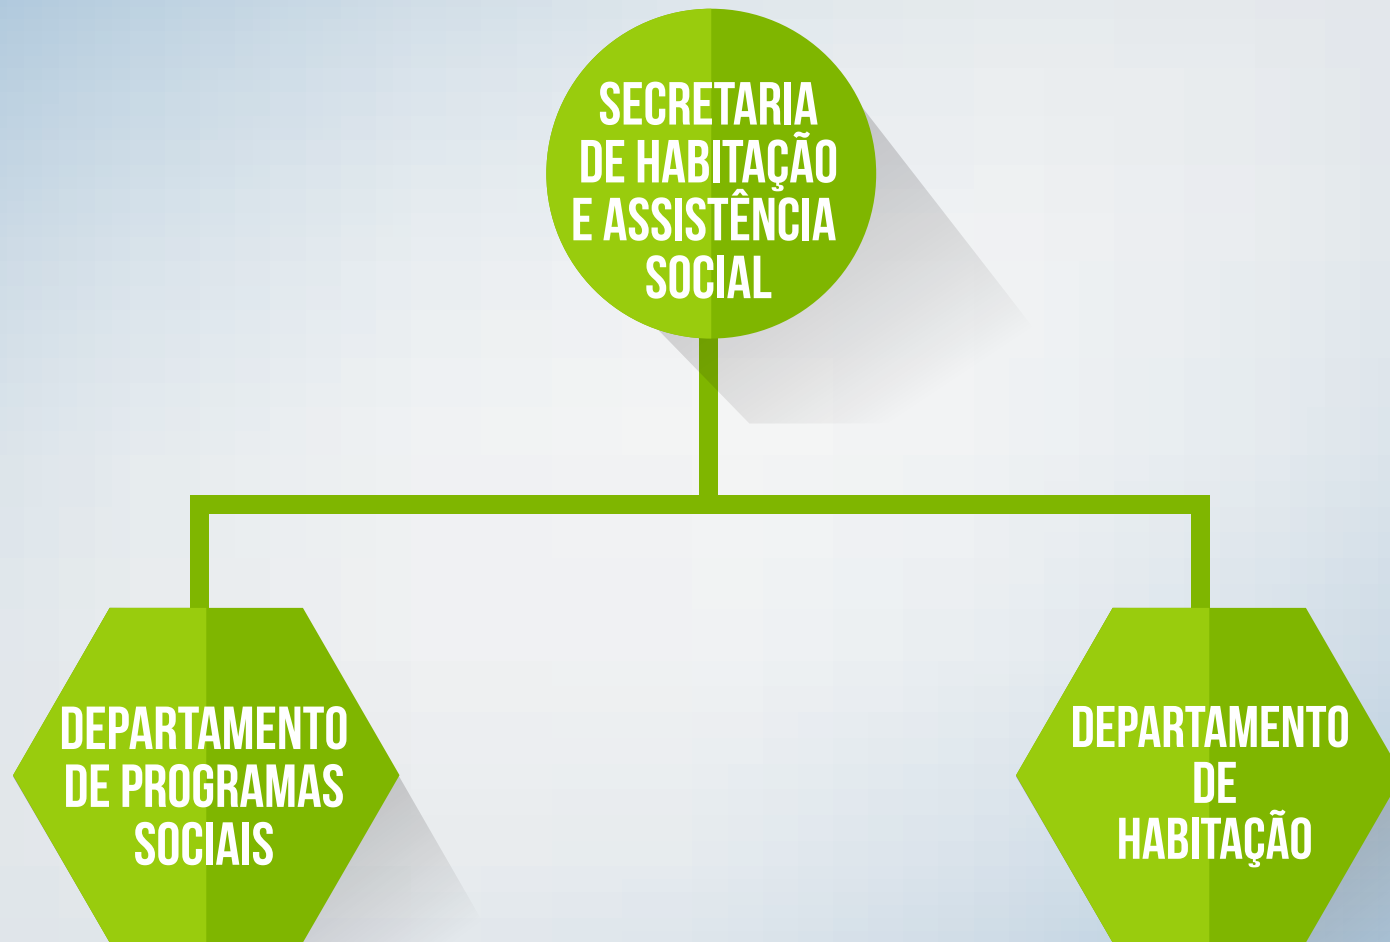 SECRETARIA
DE HABITAÇÃO
E ASSISTÊNCIA
SOCIAL
DEPARTAMENTO
DE PROGRAMAS
SOCIAIS
DEPARTAMENTO
DE
HABITAÇÃO